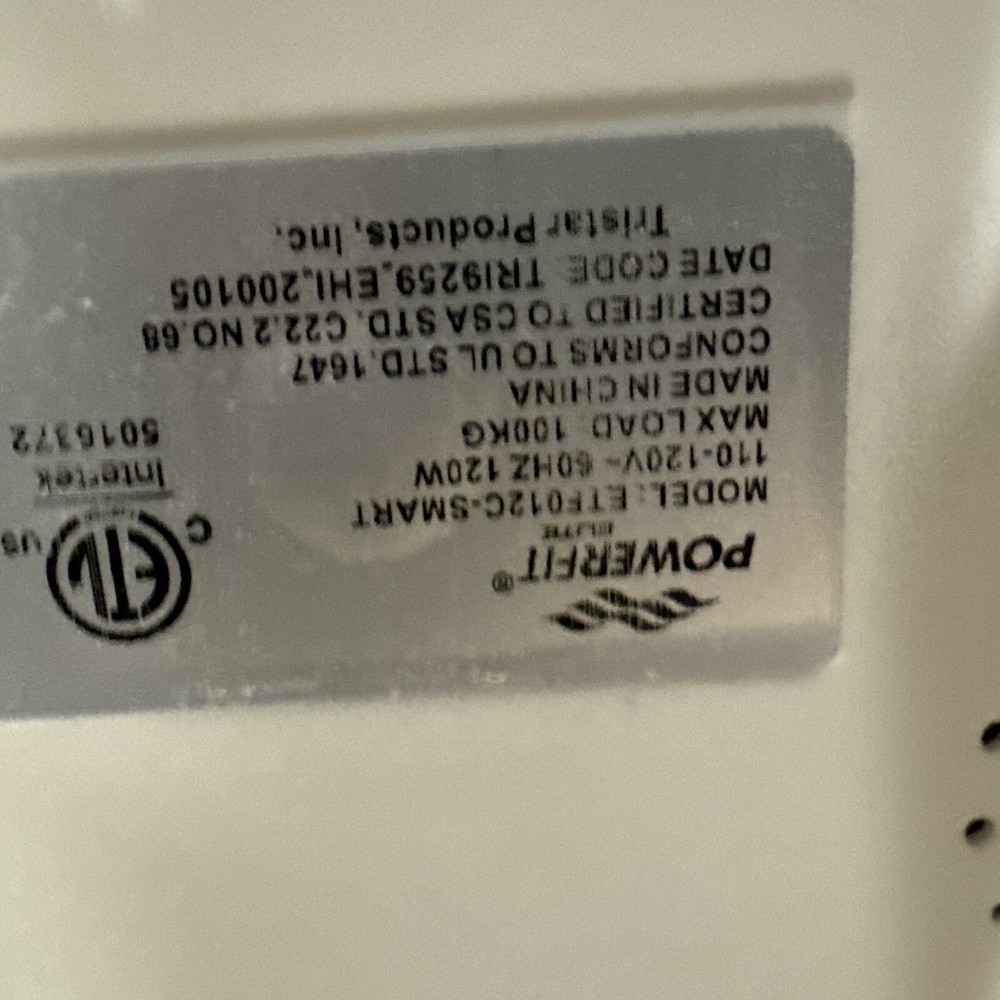 POWERFIT®
ELITE
MODEL: ETF012C-SMART
110-120V~ 60HZ 120W
MAX LOAD: 100KG
MADE IN CHINA
CONFORMS TO UL STD.1647
CERTIFIED TO CSA STD. C22.2 NO.68
DATE CODE: TRI9259,EHI,200105
Tristar Products, Inc.
C ETL US
Intertek
5016372